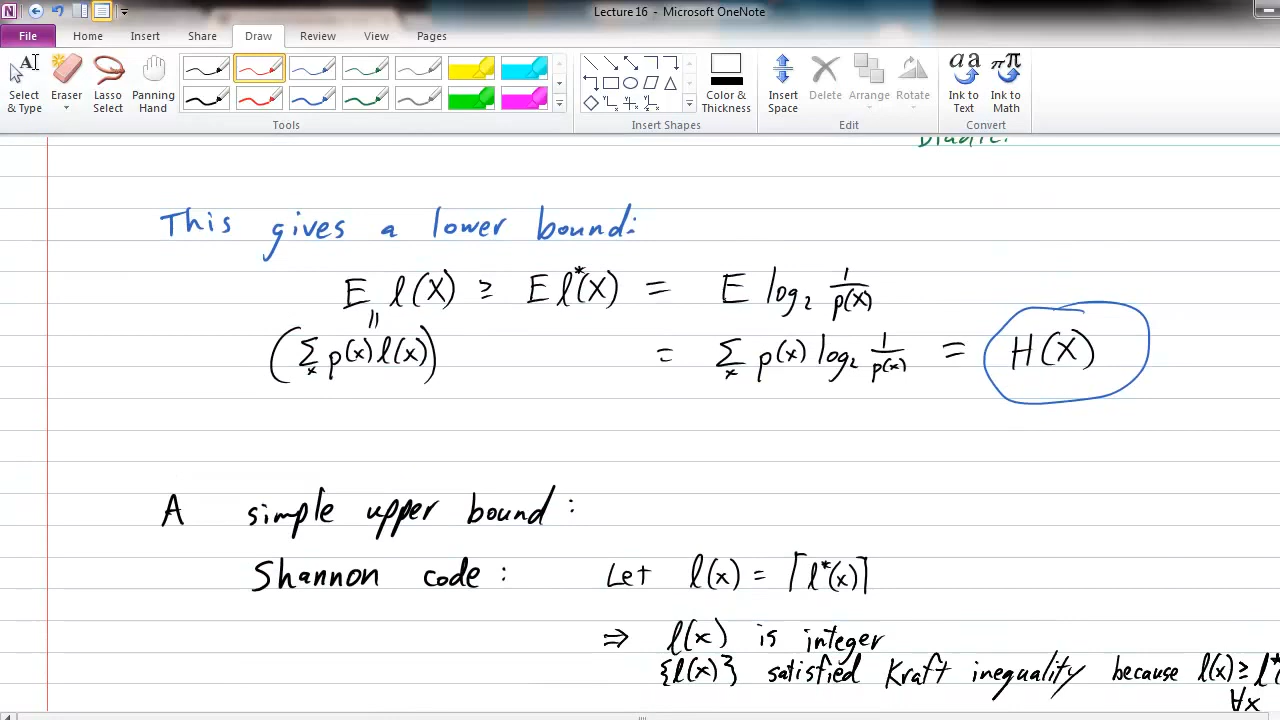 Lecture 16 - Microsoft OneNote
File Home Insert Share Draw Review View Pages
Select & Type Eraser Lasso Select Panning Hand Color & Thickness Insert Space Delete Arrange Rotate Ink to Text Ink to Math
Tools Insert Shapes Edit Convert
This gives a lower bound:
E l(X) ≥ E l*(X) = E log₂ 1/p(X)
(∑ₓ p(x) l(x)) = ∑ₓ p(x) log₂ 1/p(x) = H(X)
A simple upper bound:
Shannon code: Let l(x) = ⌈l*(x)⌉
⇒ l(x) is integer
{l(x)} satisfied Kraft inequality because l(x) ≥ l*
∀x